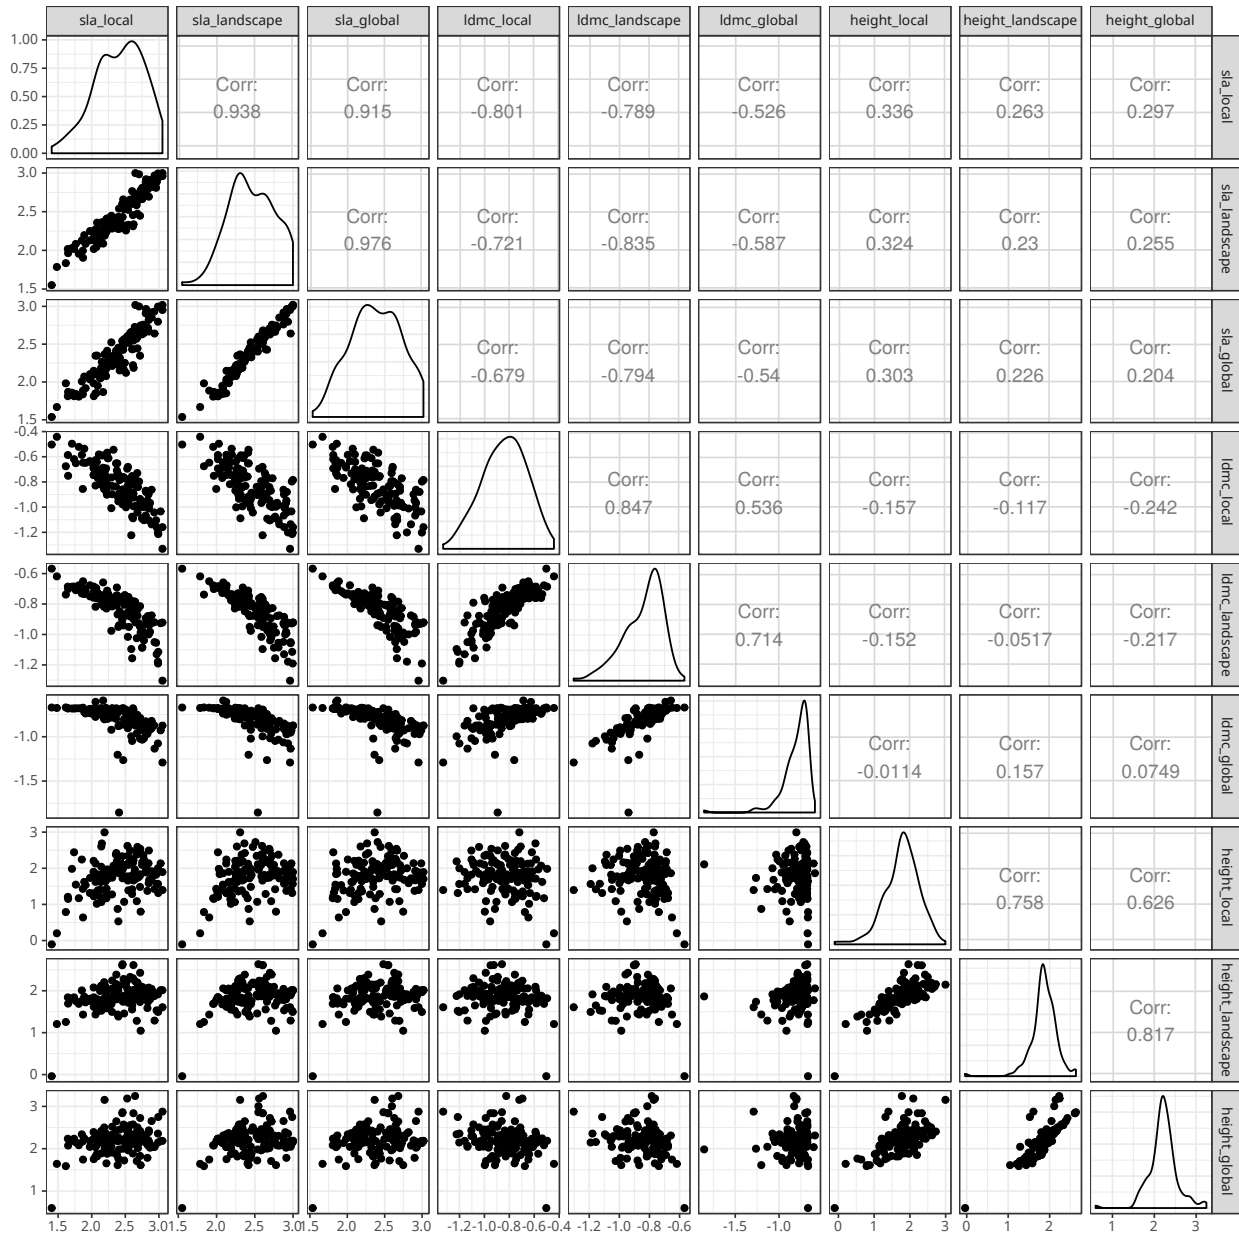 sla_local sla_landscape sla_global ldmc_local ldmc_landscape ldmc_global height_local height_landscape height_global
1.00
0.75
0.50
0.25
0.00
Corr: Corr: Corr: Corr: Corr: Corr: Corr: Corr:
0.938 0.915 -0.801 -0.789 -0.526 0.336 0.263 0.297
sla_local
3.0
2.5
2.0
1.5
Corr: Corr: Corr: Corr: Corr: Corr: Corr:
0.976 -0.721 -0.835 -0.587 0.324 0.23 0.255
sla_landscape
3.0
2.5
2.0
1.5
Corr: Corr: Corr: Corr: Corr: Corr:
-0.679 -0.794 -0.54 0.303 0.226 0.204
sla_global
-0.4
-0.6
-0.8
-1.0
-1.2
Corr: Corr: Corr: Corr: Corr:
0.847 0.536 -0.157 -0.117 -0.242
ldmc_local
-0.6
-0.8
-1.0
-1.2
Corr: Corr: Corr: Corr:
0.714 -0.152 -0.0517 -0.217
ldmc_landscape
-1.0
-1.5
Corr: Corr: Corr:
-0.0114 0.157 0.0749
ldmc_global
3
2
1
0
Corr: Corr:
0.758 0.626
height_local
2
1
0
Corr:
0.817
height_landscape
3
2
1
height_global
1.5 2.0 2.5 3.0 1.5 2.0 2.5 3.0 1.5 2.0 2.5 3.0 -1.2 -1.0 -0.8 -0.6 -0.4 -1.2 -1.0 -0.8 -0.6 -1.5 -1.0 0 1 2 3 0 1 2 1 2 3